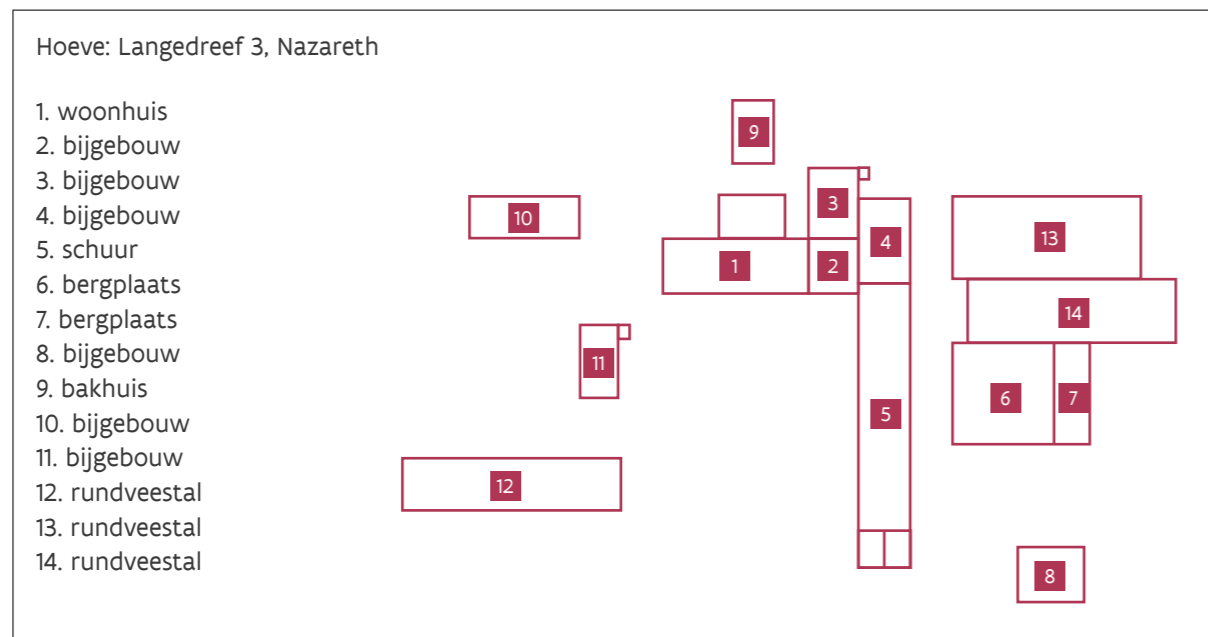 Hoeve: Langedreef 3, Nazareth
1. woonhuis
2. bijgebouw
3. bijgebouw
4. bijgebouw
5. schuur
6. bergplaats
7. bergplaats
8. bijgebouw
9. bakhuis
10. bijgebouw
11. bijgebouw
12. rundveestal
13. rundveestal
14. rundveestal
9
3
10
4
13
1
2
14
11
6
7
5
12
8